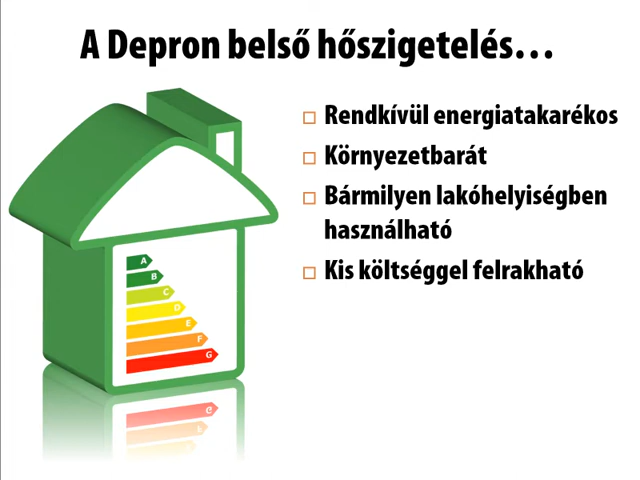 A Depron belső hőszigetelés…
Rendkívül energiatakarékos
Környezetbarát
Bármilyen lakóhelyiségben
használható
Kis költséggel felrakható
A
B
C
D
E
F
G